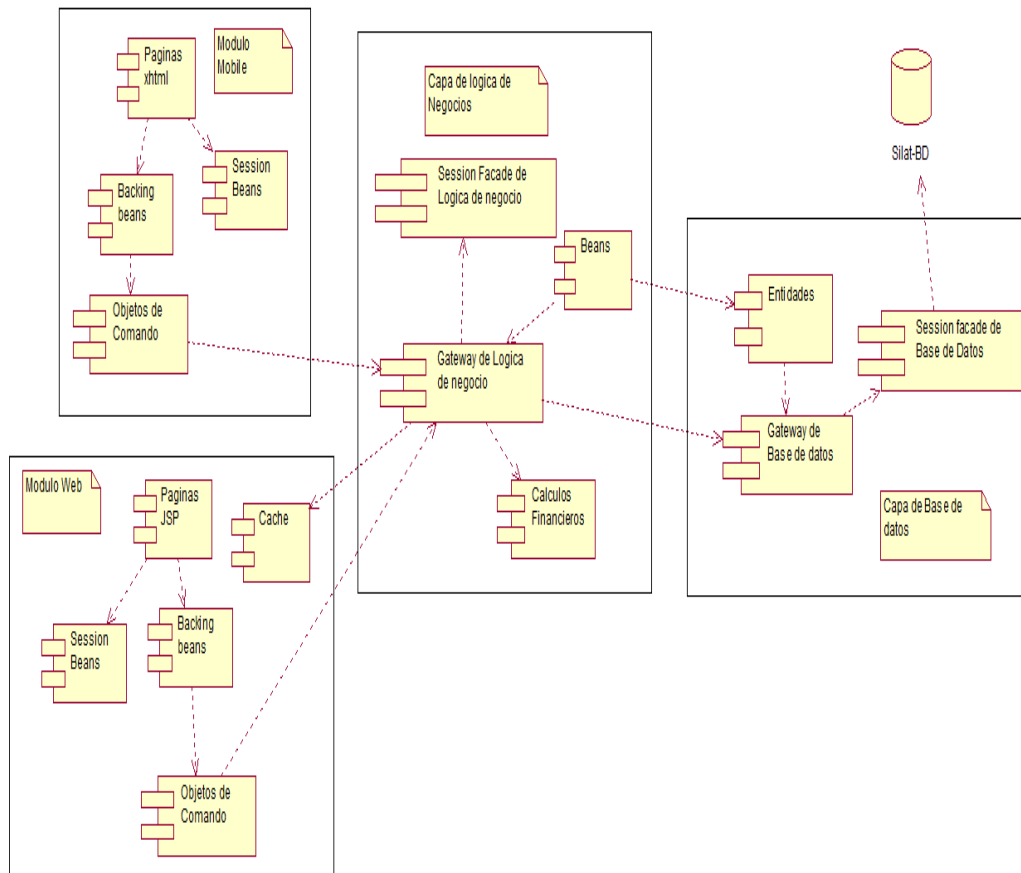 Paginas
xhtml
Modulo
Mobile
Session
Beans
Backing
beans
Objetos de
Comando
Capa de logica de
Negocios
Session Facade de
Logica de negocio
Beans
Gateway de Logica
de negocio
Calculos
Financieros
Silat-BD
Entidades
Session facade de
Base de Datos
Gateway de
Base de datos
Capa de Base de
datos
Modulo Web
Paginas
JSP
Cache
Session
Beans
Backing
beans
Objetos de
Comando